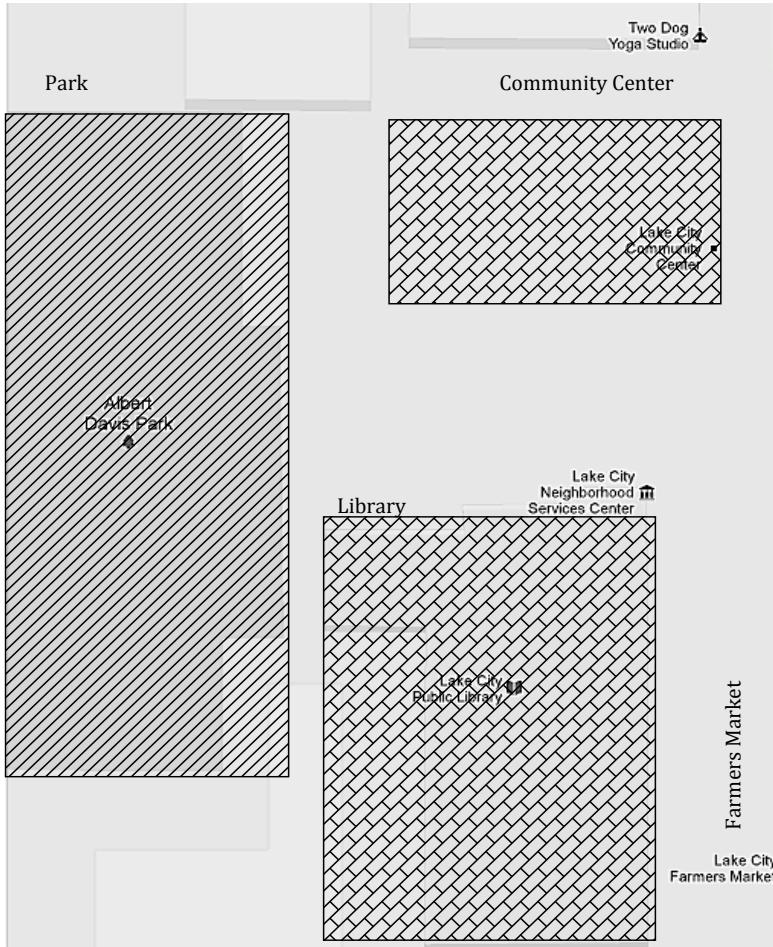 Two Dog
Yoga Studio
Park
Community Center
Lake City
Community
Center
Albert
Davis Park
Lake City
Neighborhood
Services Center
Library
Lake City
Public Library
Farmers Market
Lake City
Farmers Market